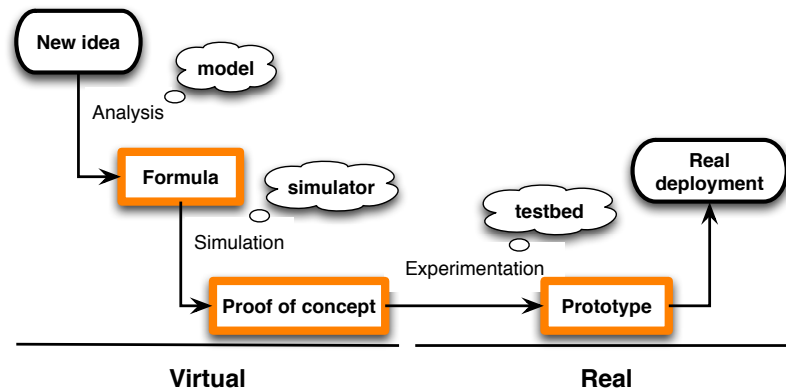 New idea
model
Analysis
Formula
simulator
Simulation
Proof of concept
testbed
Experimentation
Prototype
Real
deployment
Virtual
Real